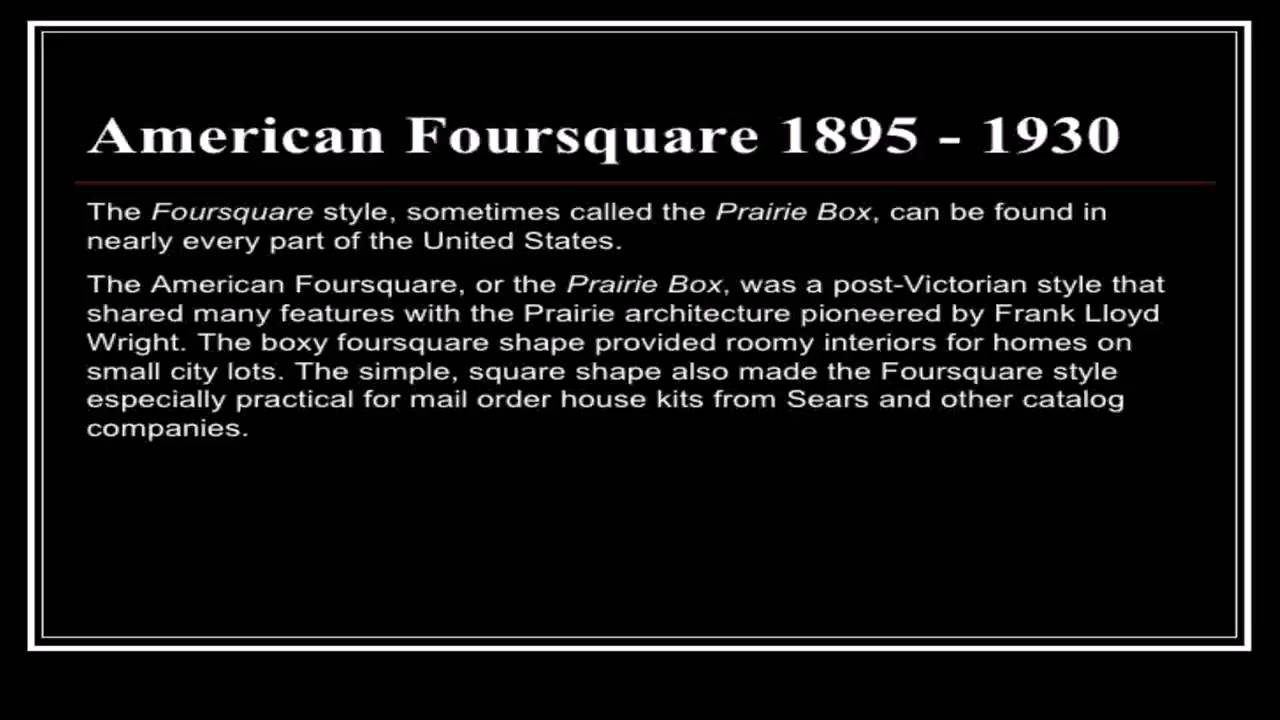 American Foursquare 1895 - 1930
The Foursquare style, sometimes called the Prairie Box, can be found in
nearly every part of the United States.
The American Foursquare, or the Prairie Box, was a post-Victorian style that
shared many features with the Prairie architecture pioneered by Frank Lloyd
Wright. The boxy foursquare shape provided roomy interiors for homes on
small city lots. The simple, square shape also made the Foursquare style
especially practical for mail order house kits from Sears and other catalog
companies.